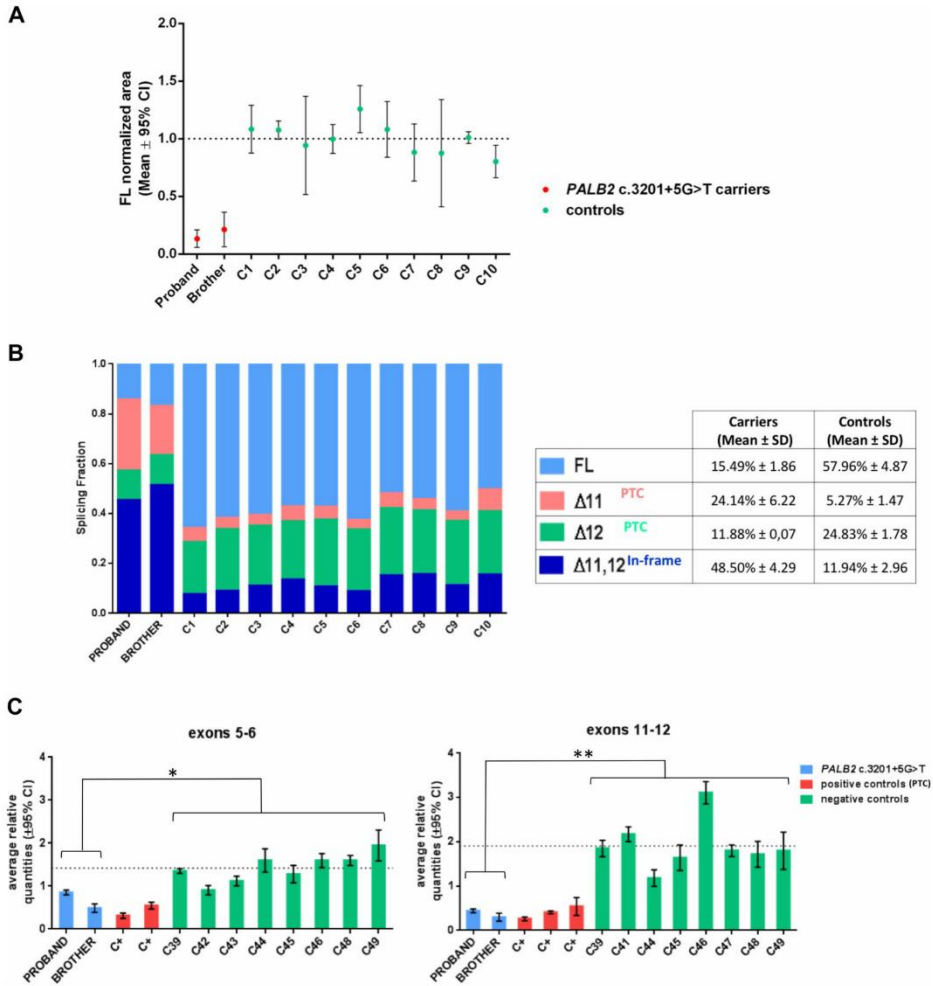 A
FL normalized area
(Mean ± 95% CI)
2.0
1.5
1.0
0.5
0.0
Proband
Brother
C1
C2
C3
C4
C5
C6
C7
C8
C9
C10
PALB2 c.3201+5G>T carriers
controls
B
Splicing Fraction
1.0
0.8
0.6
0.4
0.2
0.0
PROBAND
BROTHER
C1
C2
C3
C4
C5
C6
C7
C8
C9
C10
Carriers
(Mean ± SD)
Controls
(Mean ± SD)
FL 15.49% ± 1.86 57.96% ± 4.87
Δ11 PTC 24.14% ± 6.22 5.27% ± 1.47
Δ12 PTC 11.88% ± 0,07 24.83% ± 1.78
Δ11,12 In-frame 48.50% ± 4.29 11.94% ± 2.96
C
exons 5-6
average relative
quantities (±95% CI)
4
3
2
1
0
*
PROBAND
BROTHER
C+
C+
C39
C42
C43
C44
C45
C46
C48
C49
exons 11-12
average relative
quantities (±95% CI)
4
3
2
1
0
**
PROBAND
BROTHER
C+
C+
C+
C39
C41
C44
C45
C46
C47
C48
C49
PALB2 c.3201+5G>T
positive controls (PTC)
negative controls